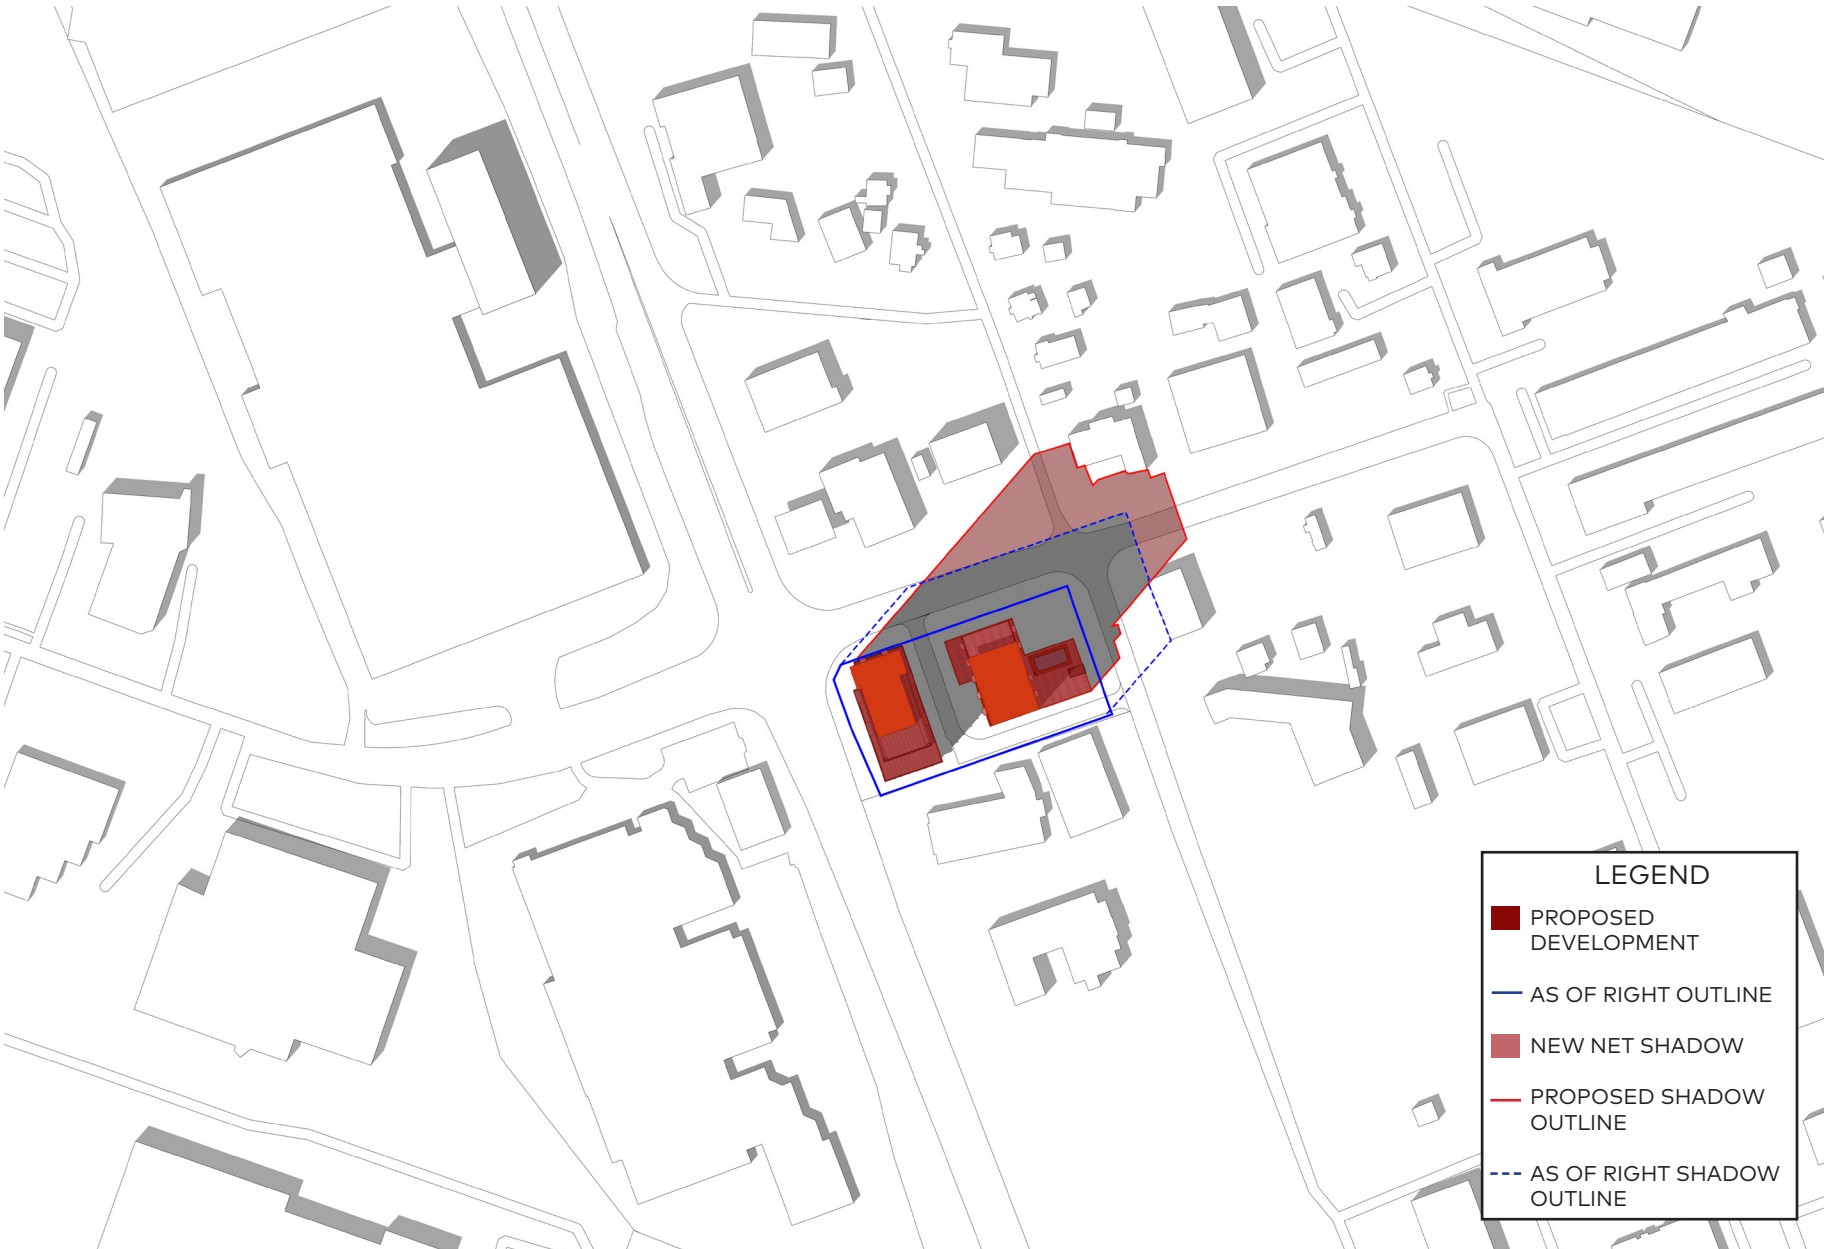 LEGEND
PROPOSED
DEVELOPMENT
AS OF RIGHT OUTLINE
NEW NET SHADOW
PROPOSED SHADOW
OUTLINE
AS OF RIGHT SHADOW
OUTLINE